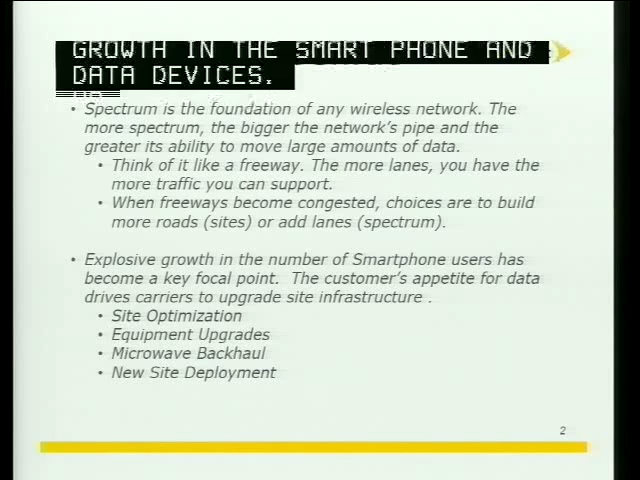 GROWTH IN THE SMART PHONE AND
DATA DEVICES.
• Spectrum is the foundation of any wireless network. The
more spectrum, the bigger the network's pipe and the
greater its ability to move large amounts of data.
• Think of it like a freeway. The more lanes, you have the
more traffic you can support.
• When freeways become congested, choices are to build
more roads (sites) or add lanes (spectrum).
• Explosive growth in the number of Smartphone users has
become a key focal point. The customer's appetite for data
drives carriers to upgrade site infrastructure .
• Site Optimization
• Equipment Upgrades
• Microwave Backhaul
• New Site Deployment
2